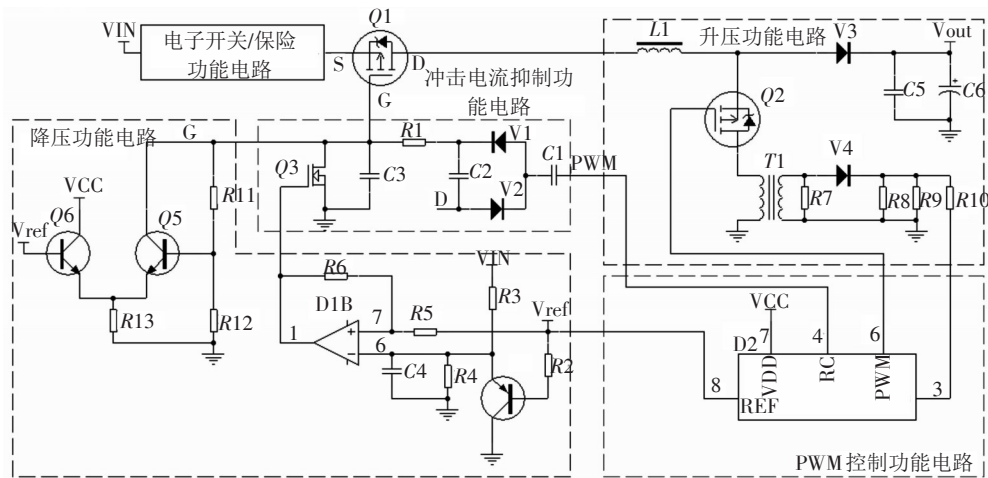 VIN
电子开关/保险
功能电路
Q1
S
D
G
L1
升压功能电路
V3
Vout
C5
C6
Q2
冲击电流抑制功
能电路
降压功能电路
G
R1
V1
V2
C1
PWM
Q3
C3
C2
D
T1
V4
R7
R8
R9
R10
VCC
Q6
Q5
Vref
R11
R13
R12
R6
D1B
1
7
6
R5
C4
R4
VIN
R3
Vref
R2
VCC
D2
7
4
6
8
3
VDD
RC
PWM
REF
PWM控制功能电路